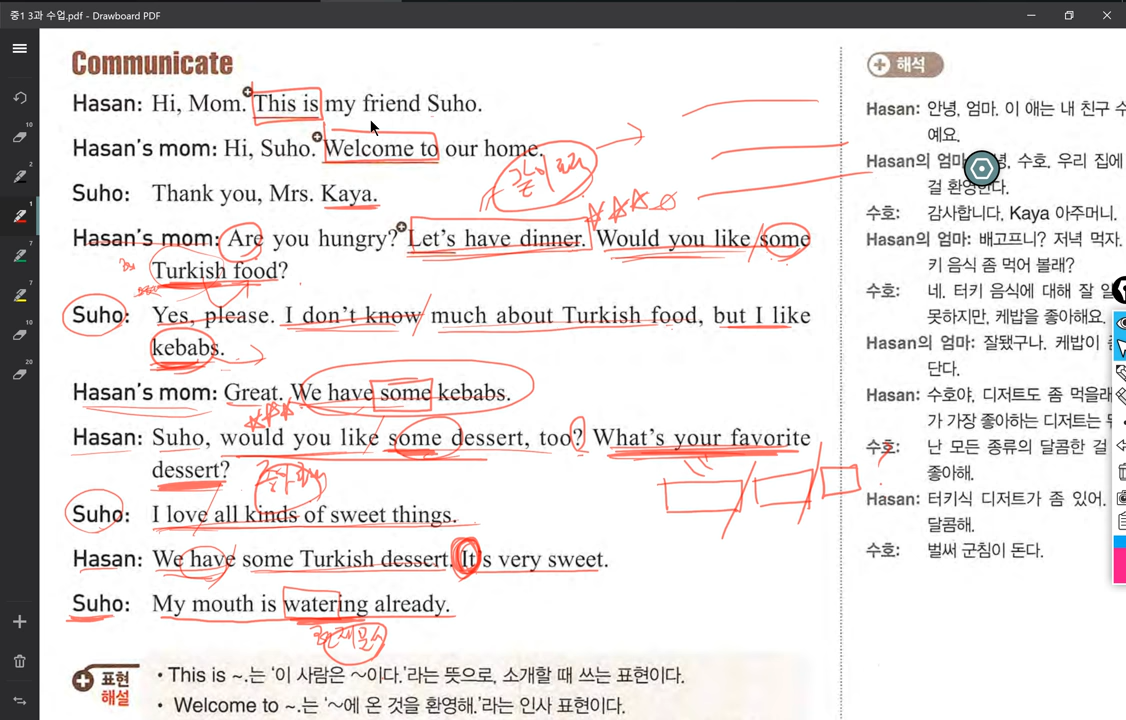 중1 3과 수업.pdf - Drawboard PDF
Communicate
Hasan: Hi, Mom. This is my friend Suho.
Hasan's mom: Hi, Suho. Welcome to our home.
Suho: Thank you, Mrs. Kaya.
Hasan's mom: Are you hungry? Let's have dinner. Would you like some
Turkish food?
Suho: Yes, please. I don't know much about Turkish food, but I like
kebabs.
Hasan's mom: Great. We have some kebabs.
Hasan: Suho, would you like some dessert, too? What's your favorite
dessert?
Suho: I love all kinds of sweet things.
Hasan: We have some Turkish dessert. It's very sweet.
Suho: My mouth is watering already.
현재진행
표현
해설
• This is ~.는 '이 사람은 ~이다.'라는 뜻으로, 소개할 때 쓰는 표현이다.
• Welcome to ~.는 '~에 온 것을 환영해.'라는 인사 표현이다.
해석
Hasan: 안녕, 엄마. 이 애는 내 친구 수
예요.
Hasan의 엄마 수호. 우리 집에
걸 환영한다.
수호: 감사합니다, Kaya 아주머니.
Hasan의 엄마: 배고프니? 저녁 먹자.
키 음식 좀 먹어 볼래?
수호: 네. 터키 음식에 대해 잘 알
못하지만, 케밥을 좋아해요.
Hasan의 엄마: 잘됐구나. 케밥이
단다.
Hasan: 수호야, 디저트도 좀 먹을래
가 가장 좋아하는 디저트는
수호: 난 모든 종류의 달콤한 걸
좋아해.
Hasan: 터키식 디저트가 좀 있어.
달콤해.
수호: 벌써 군침이 돈다.